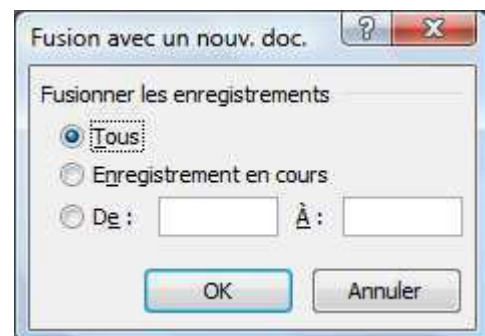 Fusion avec un nouv. doc.
Fusionner les enregistrements
Tous
Enregistrement en cours
De : À :
OK Annuler